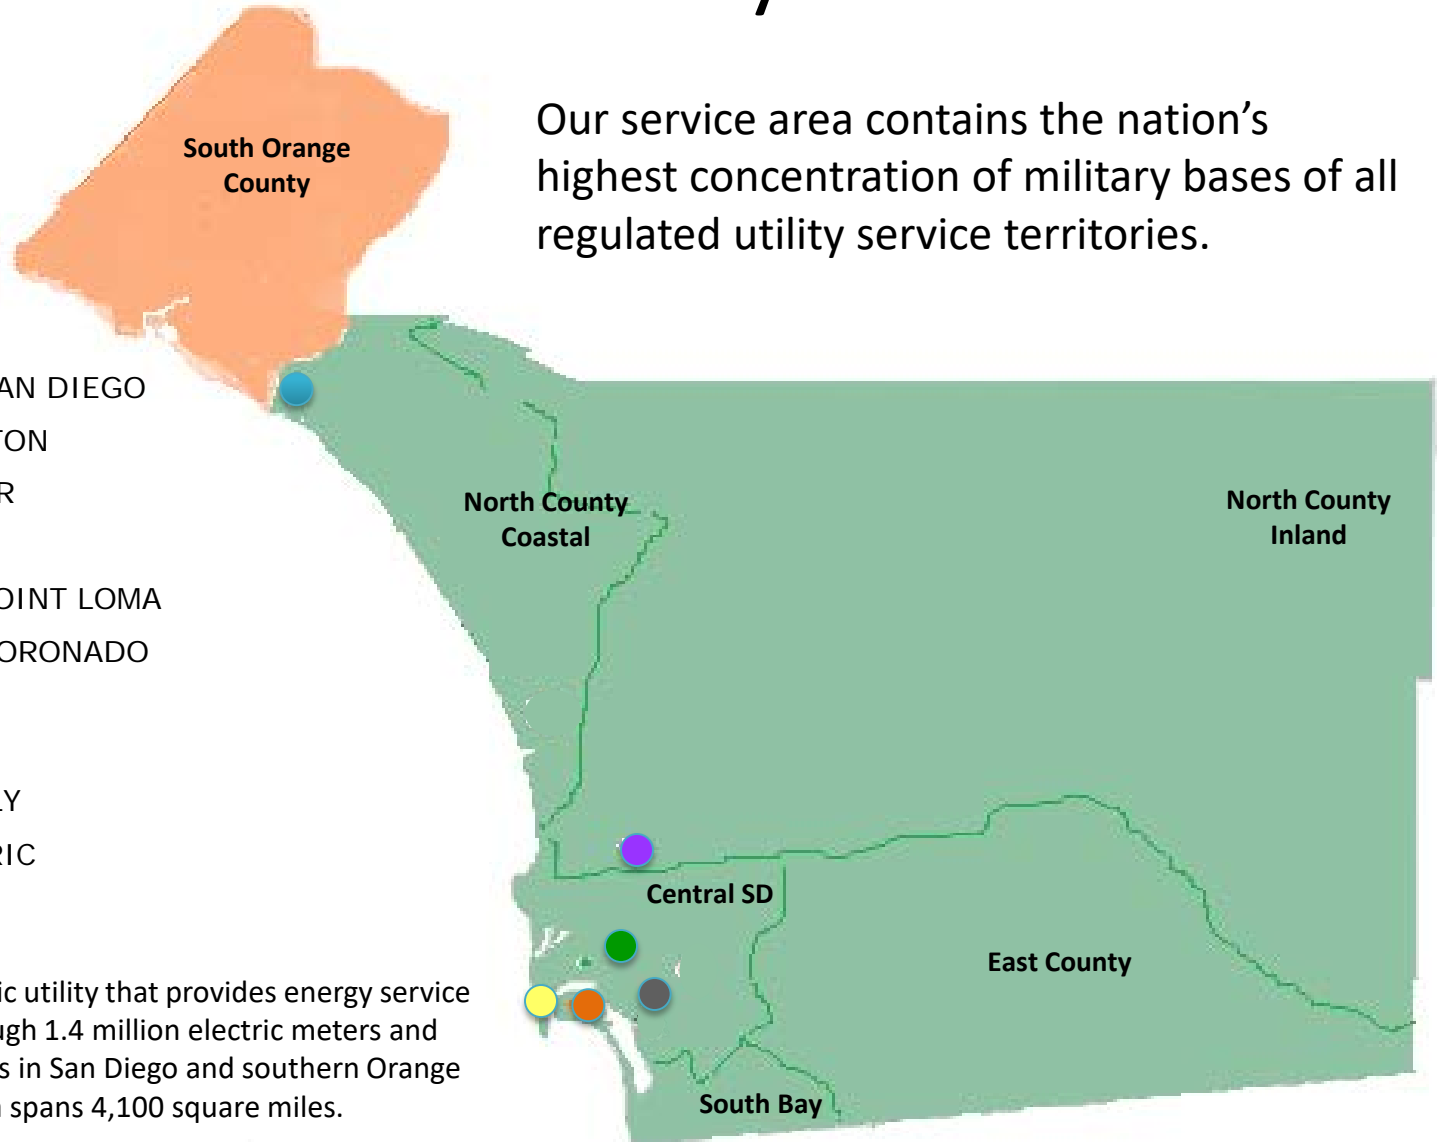 Our service area contains the nation's
highest concentration of military bases of all
regulated utility service territories.
South Orange
County
AN DIEGO
TON
R
OINT LOMA
ORONADO
North County
Coastal
North County
Inland
LY
RIC
Central SD
East County
South Bay
ic utility that provides energy service
ugh 1.4 million electric meters and
s in San Diego and southern Orange
spans 4,100 square miles.